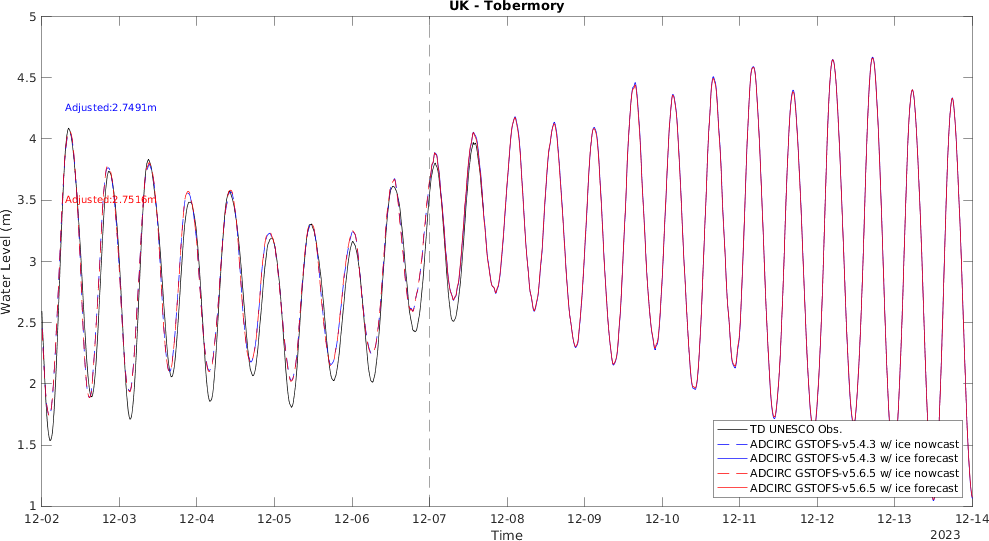 UK - Tobermory
5
4.5
4
3.5
3
2.5
2
1.5
1
Water Level (m)
Adjusted:2.7491m
Adjusted:2.7516m
TD UNESCO Obs.
ADCIRC GSTOFS-v5.4.3 w/ ice nowcast
ADCIRC GSTOFS-v5.4.3 w/ ice forecast
ADCIRC GSTOFS-v5.6.5 w/ ice nowcast
ADCIRC GSTOFS-v5.6.5 w/ ice forecast
12-02 12-03 12-04 12-05 12-06 12-07 12-08 12-09 12-10 12-11 12-12 12-13 12-14
Time
2023